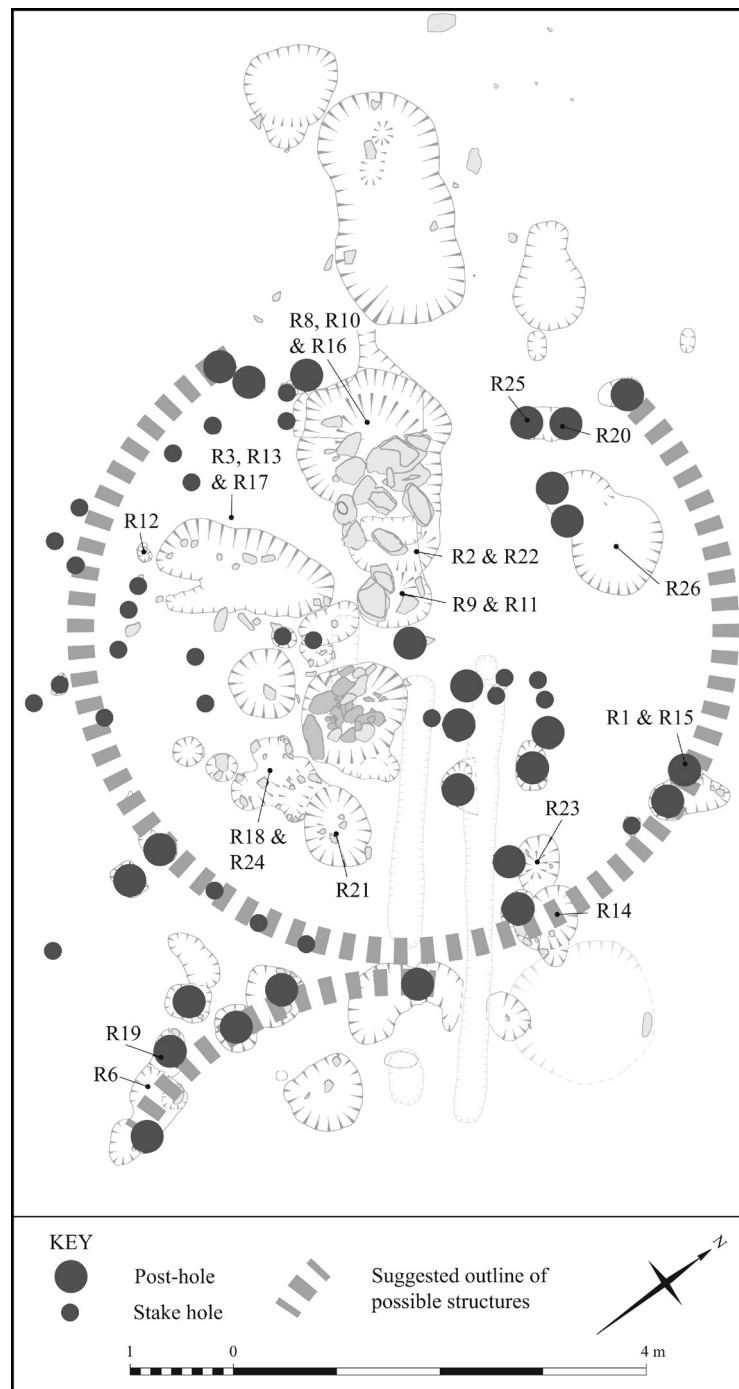 R8, R10
& R16
R25
R20
R3, R13
& R17
R12
R2 & R22
R26
R9 & R11
R1 & R15
R18 &
R24
R23
R21
R14
R19
R6
KEY
Post-hole
Stake hole
Suggested outline of
possible structures
N
1 0 4 m